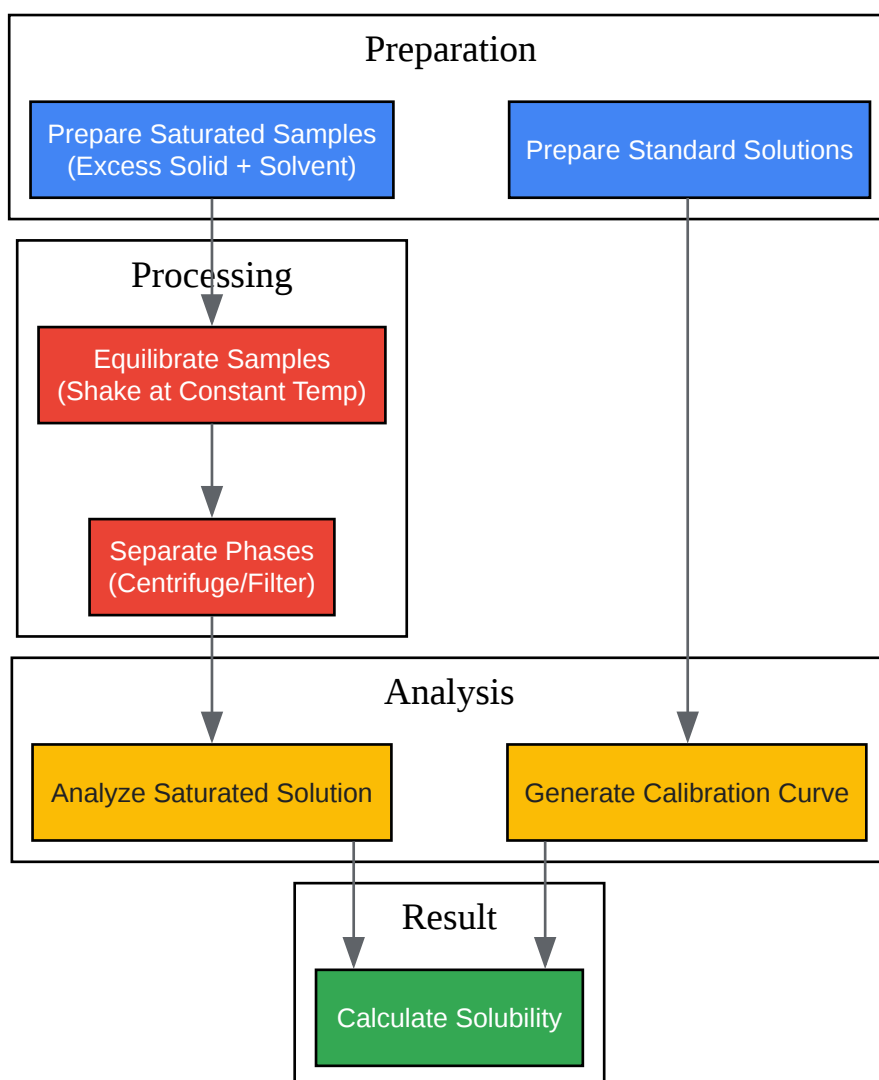 Preparation
Prepare Saturated Samples
(Excess Solid + Solvent)
Prepare Standard Solutions
Processing
Equilibrate Samples
(Shake at Constant Temp)
Separate Phases
(Centrifuge/Filter)
Analysis
Analyze Saturated Solution
Generate Calibration Curve
Result
Calculate Solubility